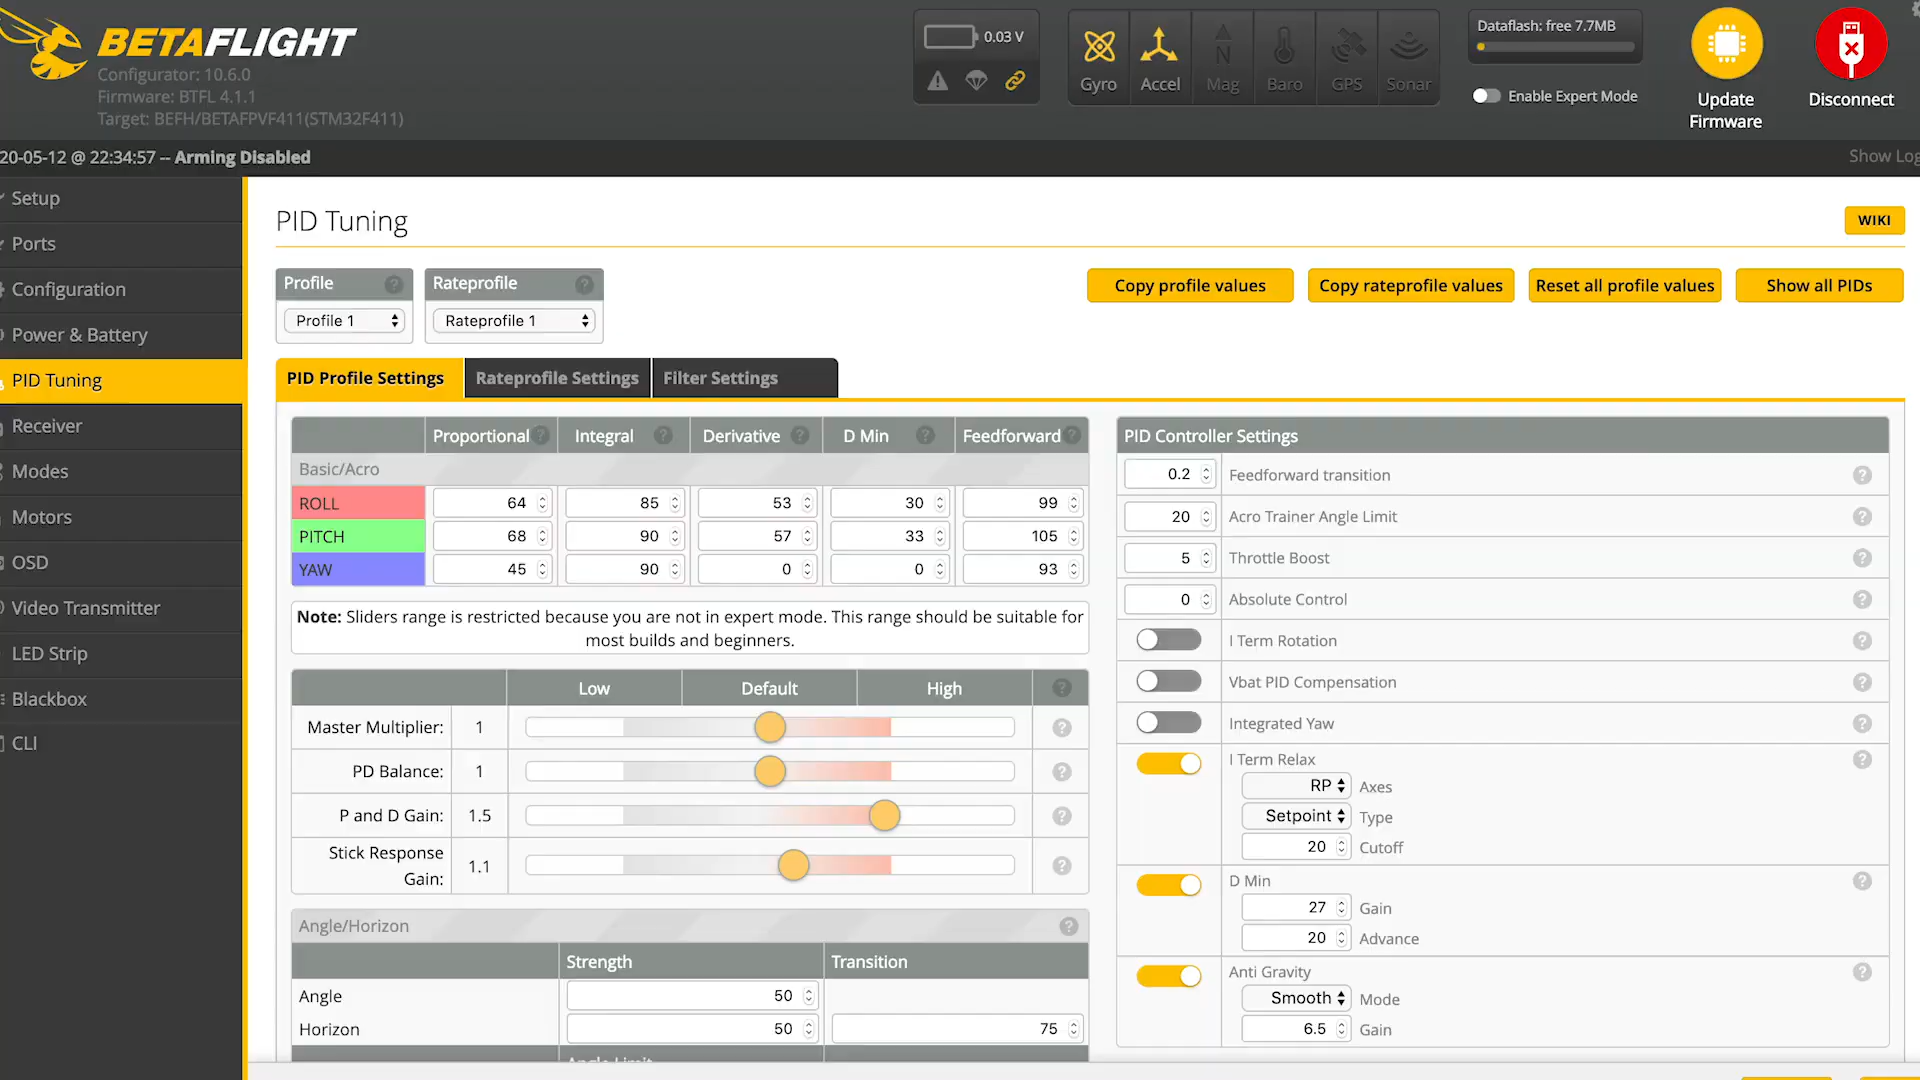 BETAFLIGHT
Configurator: 10.6.0
Firmware: BTFL 4.1.1
Target: BEFH/BETAFPVF411(STM32F411)
0.03 V
Gyro
Accel
Mag
Baro
GPS
Sonar
Dataflash: free 7.7MB
Enable Expert Mode
Update
Firmware
Disconnect
20-05-12 @ 22:34:57 -- Arming Disabled
Show Log
Setup
Ports
Configuration
Power & Battery
PID Tuning
Receiver
Modes
Motors
OSD
Video Transmitter
LED Strip
Blackbox
CLI
PID Tuning
WIKI
Profile ?
Profile 1
Rateprofile ?
Rateprofile 1
Copy profile values
Copy rateprofile values
Reset all profile values
Show all PIDs
PID Profile Settings
Rateprofile Settings
Filter Settings
Proportional ? Integral ? Derivative ? D Min ? Feedforward ?
Basic/Acro
ROLL 64 85 53 30 99
PITCH 68 90 57 33 105
YAW 45 90 0 0 93
Note: Sliders range is restricted because you are not in expert mode. This range should be suitable for
most builds and beginners.
Low Default High ?
Master Multiplier: 1 ?
PD Balance: 1 ?
P and D Gain: 1.5 ?
Stick Response
Gain: 1.1 ?
Angle/Horizon ?
Strength Transition
Angle 50
Horizon 50 75
Angle Limit
PID Controller Settings
0.2 Feedforward transition ?
20 Acro Trainer Angle Limit ?
5 Throttle Boost ?
0 Absolute Control ?
I Term Rotation ?
Vbat PID Compensation ?
Integrated Yaw ?
I Term Relax ?
RP Axes
Setpoint Type
20 Cutoff
D Min ?
27 Gain
20 Advance
Anti Gravity ?
Smooth Mode
6.5 Gain